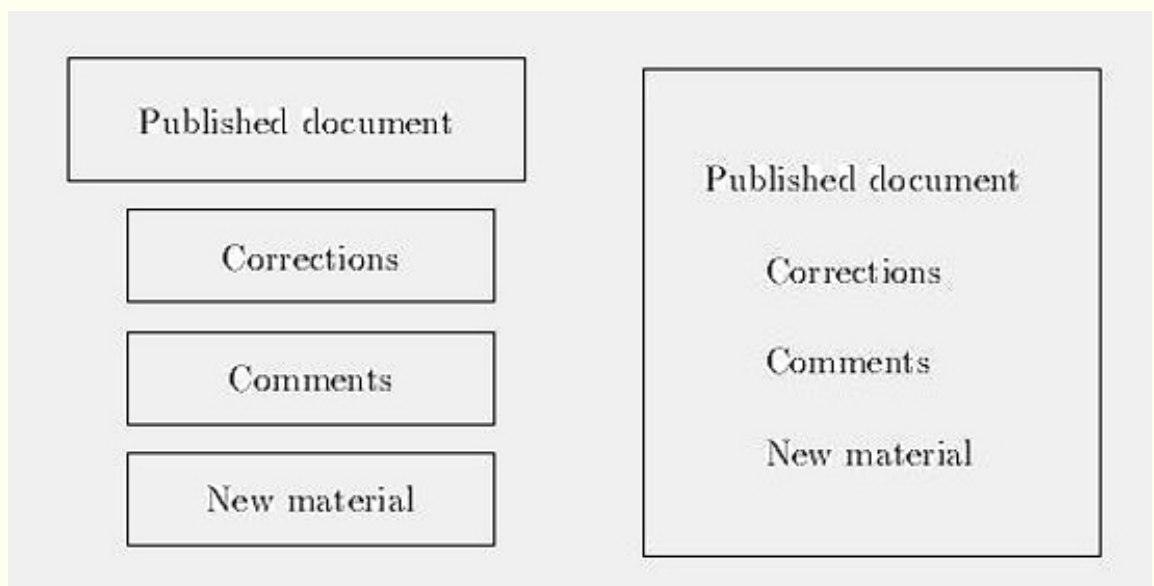 Published document
Corrections
Comments
New material
Published document
Corrections
Comments
New material